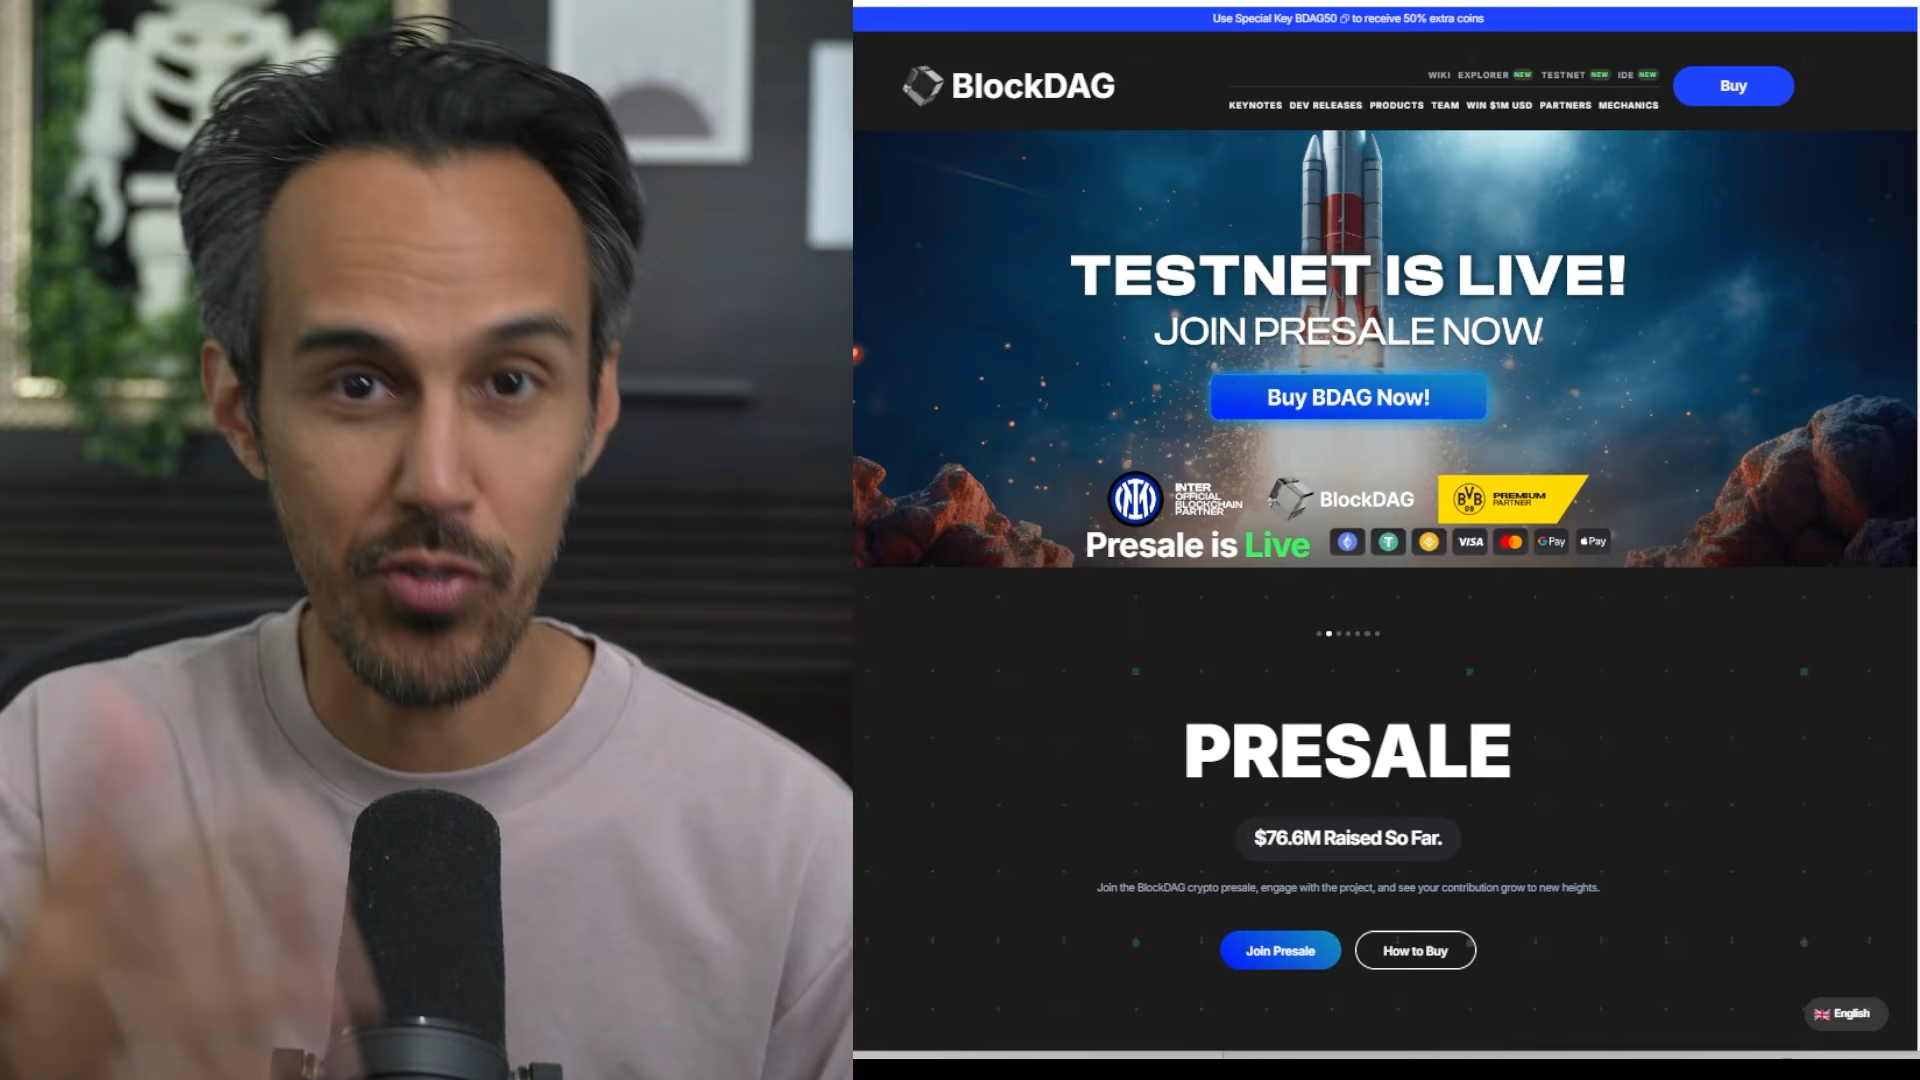 Use Special Key BDAG50 to receive 50% extra coins
BlockDAG
WIKI EXPLORER NEW TESTNET NEW IDE NEW
KEYNOTES DEV RELEASES PRODUCTS TEAM WIN $1M USD PARTNERS MECHANICS
Buy
TESTNET IS LIVE!
JOIN PRESALE NOW
Buy BDAG Now!
INTER
OFFICIAL
BLOCKCHAIN
PARTNER
BlockDAG
BVB
09
PREMIUM
PARTNER
Presale is Live
VISA
G Pay
Pay
PRESALE
$76.6M Raised So Far.
Join the BlockDAG crypto presale, engage with the project, and see your contribution grow to new heights.
Join Presale
How to Buy
English